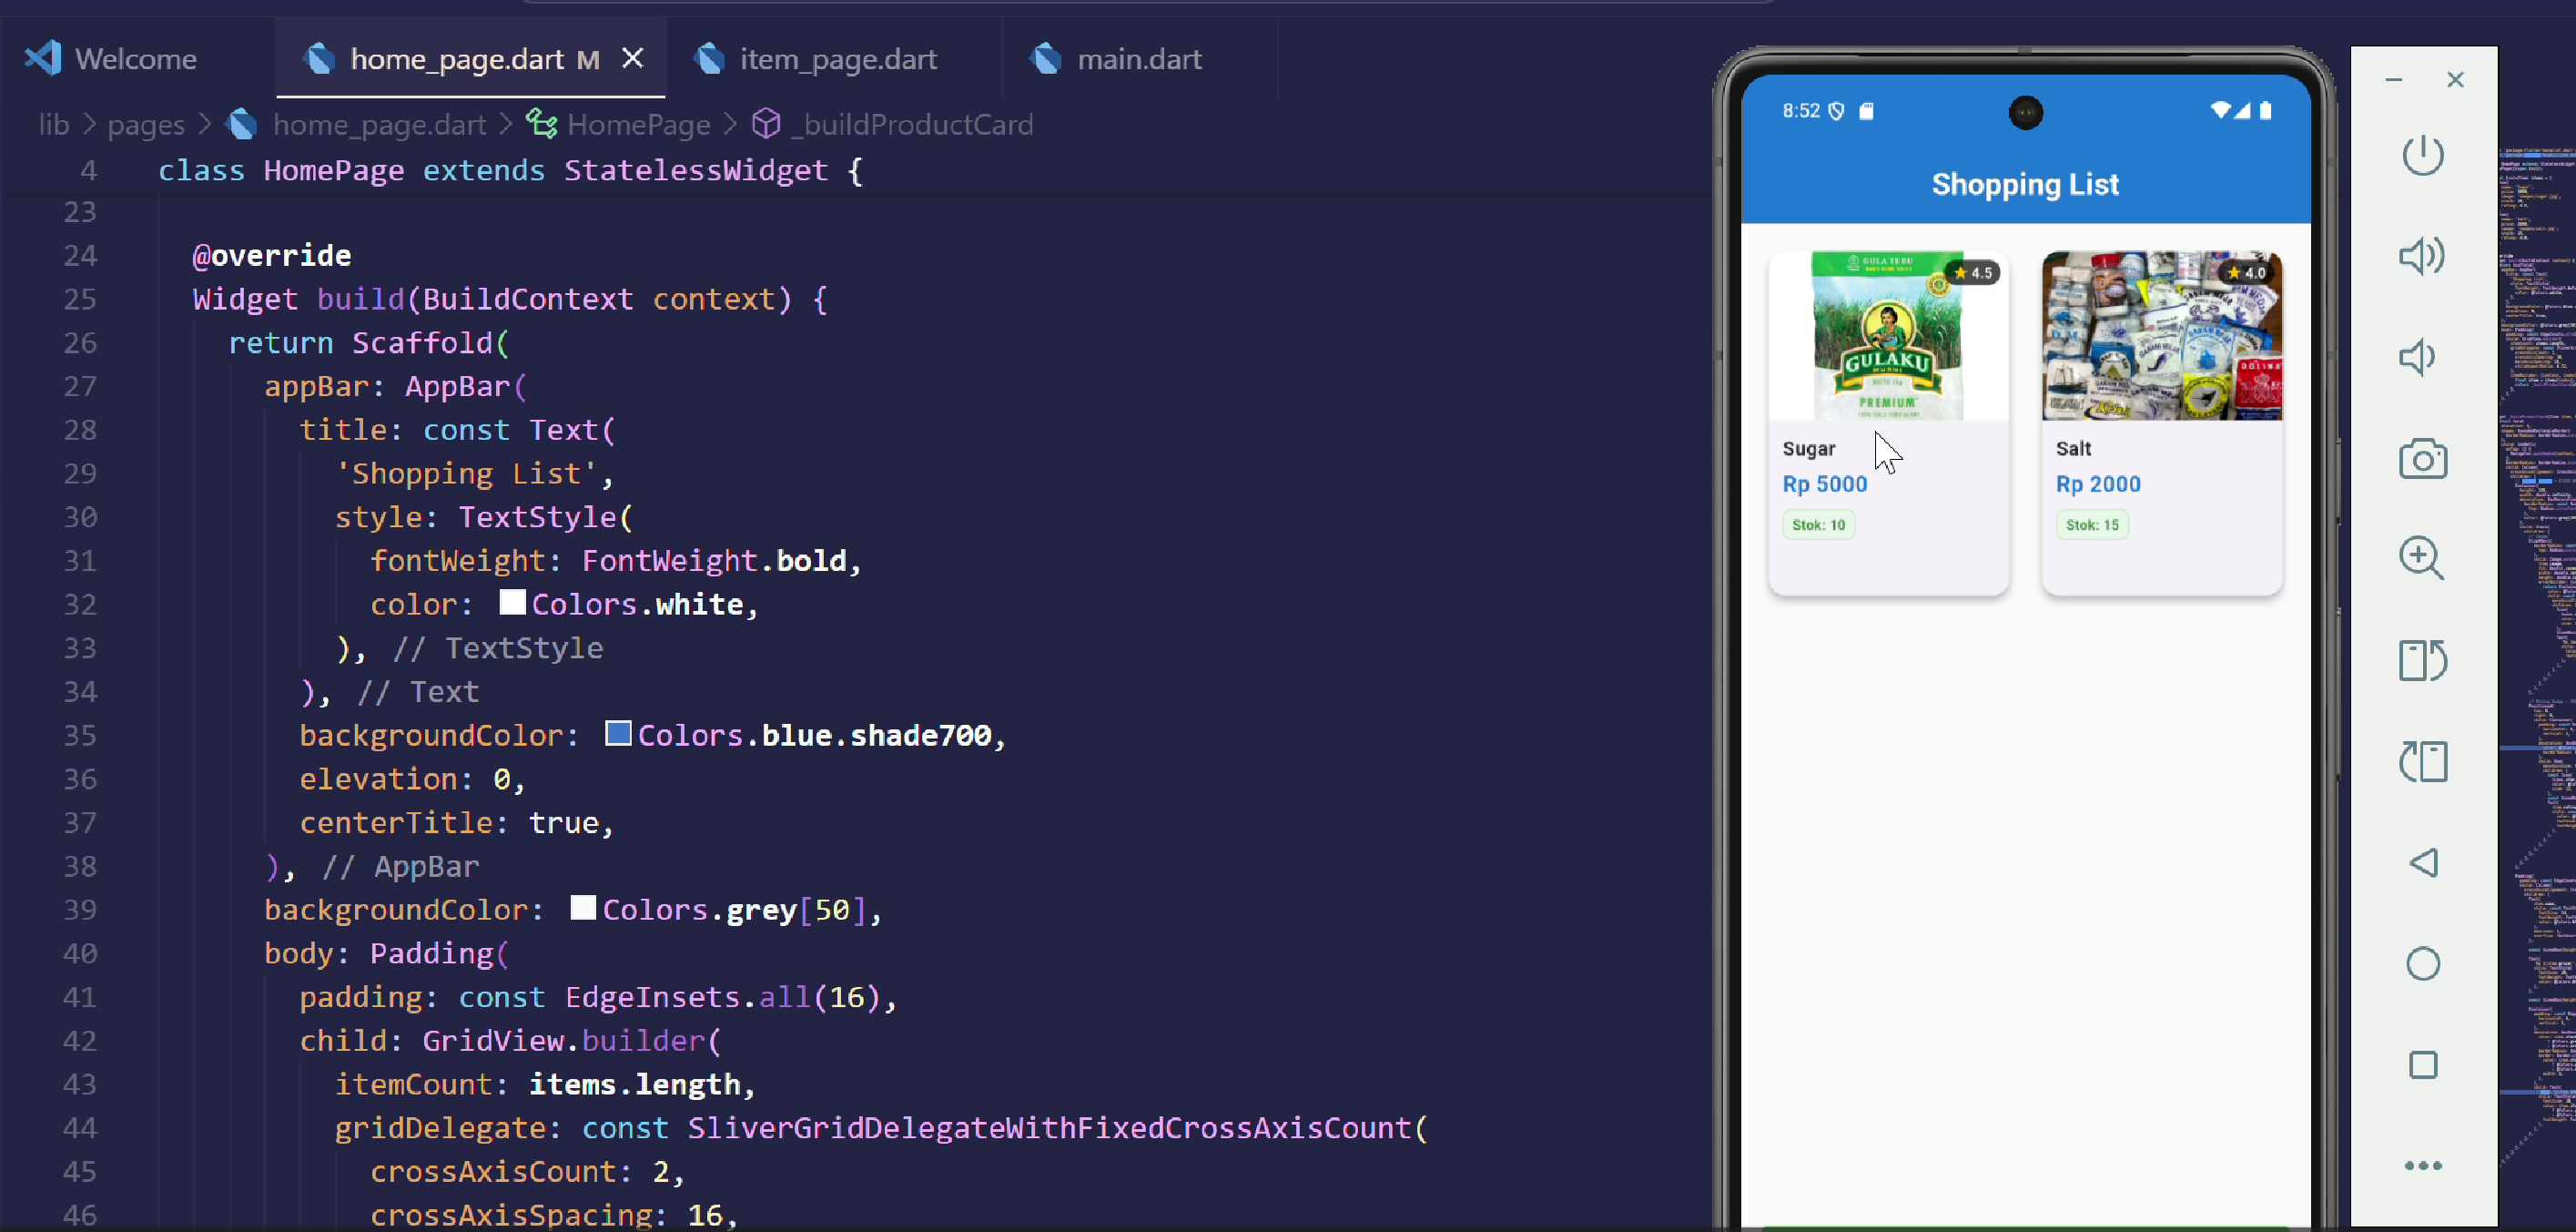 Welcome
home_page.dart M
item_page.dart
main.dart
lib > pages > home_page.dart > HomePage > _buildProductCard
4 class HomePage extends StatelessWidget {
23
24 @override
25 Widget build(BuildContext context) {
26 return Scaffold(
27 appBar: AppBar(
28 title: const Text(
29 'Shopping List',
30 style: TextStyle(
31 fontWeight: FontWeight.bold,
32 color: Colors.white,
33 ), // TextStyle
34 ), // Text
35 backgroundColor: Colors.blue.shade700,
36 elevation: 0,
37 centerTitle: true,
38 ), // AppBar
39 backgroundColor: Colors.grey[50],
40 body: Padding(
41 padding: const EdgeInsets.all(16),
42 child: GridView.builder(
43 itemCount: items.length,
44 gridDelegate: const SliverGridDelegateWithFixedCrossAxisCount(
45 crossAxisCount: 2,
46 crossAxisSpacing: 16,
8:52
Shopping List
GULA TEBU
4.5
GULAKU
MURNI
PREMIUM
Sugar
Rp 5000
Stok: 10
4.0
Salt
Rp 2000
Stok: 15